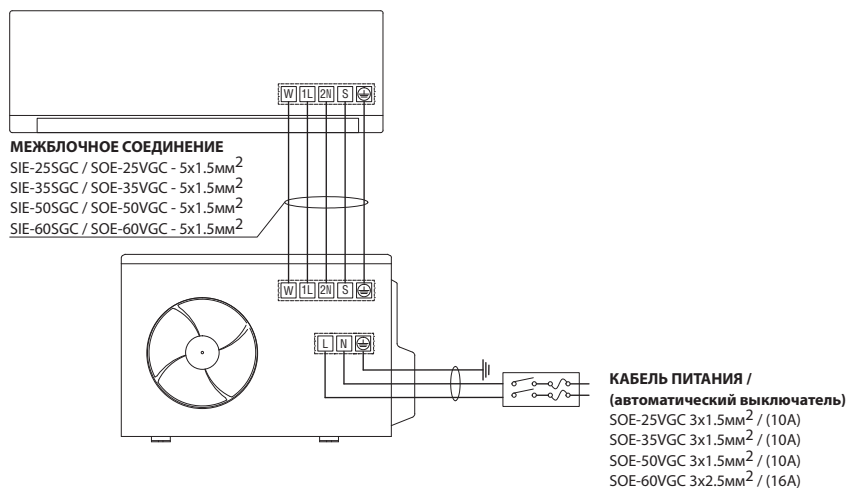 W 1L 2N S
МЕЖБЛОЧНОЕ СОЕДИНЕНИЕ
SIE-25SGC / SOE-25VGC - 5x1.5мм2
SIE-35SGC / SOE-35VGC - 5x1.5мм2
SIE-50SGC / SOE-50VGC - 5x1.5мм2
SIE-60SGC / SOE-60VGC - 5x1.5мм2
W 1L 2N S
L N
КАБЕЛЬ ПИТАНИЯ /
(автоматический выключатель)
SOE-25VGC 3x1.5мм2 / (10A)
SOE-35VGC 3x1.5мм2 / (10A)
SOE-50VGC 3x1.5мм2 / (10A)
SOE-60VGC 3x2.5мм2 / (16A)